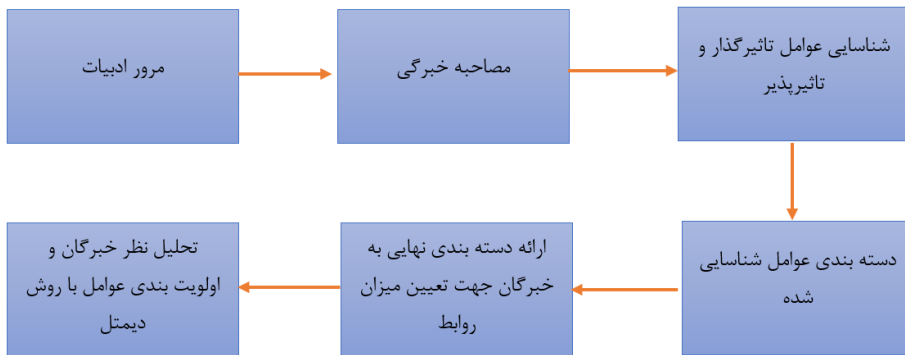 مرور ادبیات
مصاحبه خبرگی
شناسایی عوامل تاثیرگذار و
تاثیرپذیر
دسته بندی عوامل شناسایی
شده
ارائه دسته بندی نهایی به
خبرگان جهت تعیین میزان
روابط
تحلیل نظر خبرگان و
اولویت بندی عوامل با روش
دیمتل